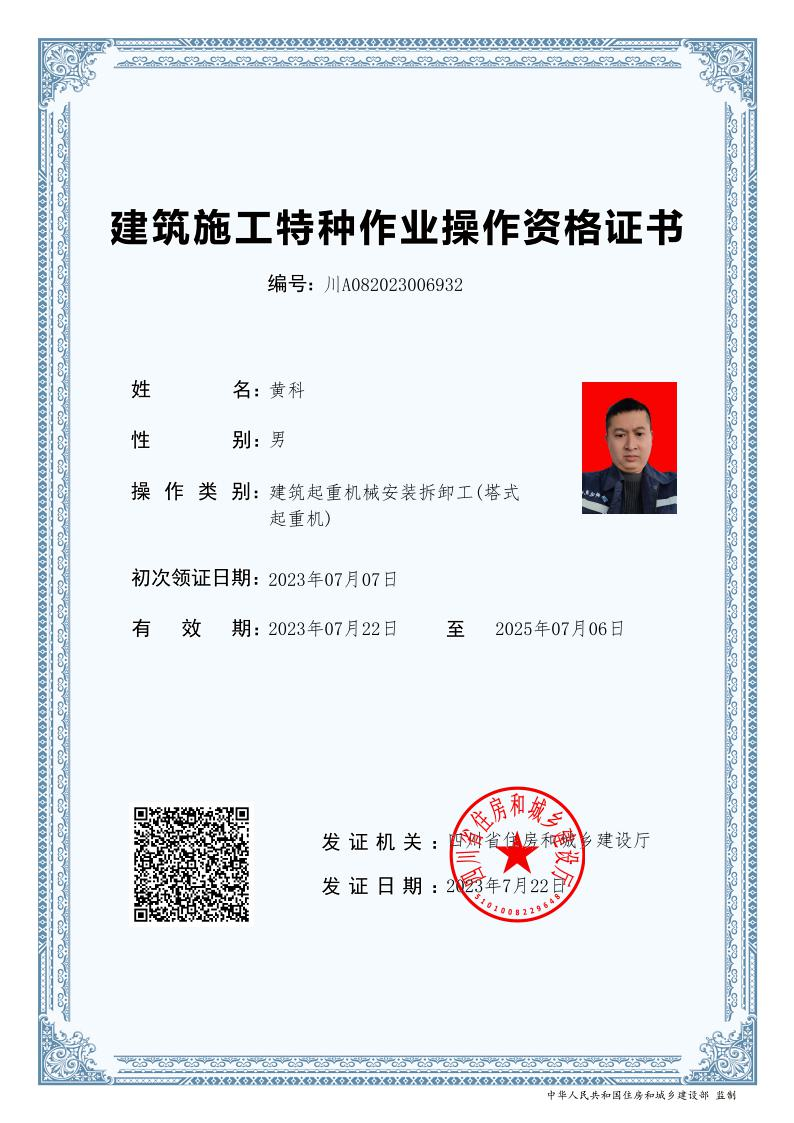 建筑施工特种作业操作资格证书
编号: 川A082023006932
姓 名: 黄科
性 别: 男
操 作 类 别: 建筑起重机械安装拆卸工(塔式
起重机)
初次领证日期: 2023年07月07日
有 效 期: 2023年07月22日 至 2025年07月06日
四川省住房和城乡建设厅
发 证 机 关 : 四川省住房和城乡建设厅
发 证 日 期 : 2023年7月22日
5101008229648
中华人民共和国住房和城乡建设部 监制